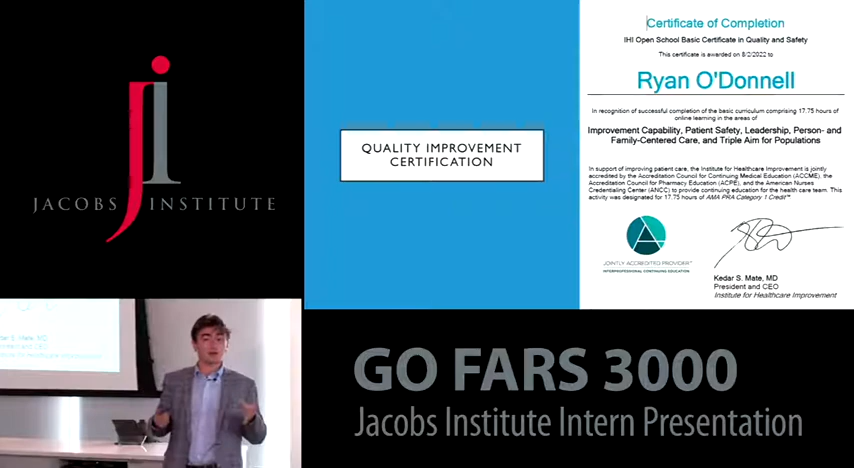 JACOBS INSTITUTE
QUALITY IMPROVEMENT
CERTIFICATION
Certificate of Completion
IHI Open School Basic Certificate in Quality and Safety
This certificate is awarded on 8/2/2022 to
Ryan O'Donnell
In recognition of successful completion of the basic curriculum comprising 17.75 hours of
online learning in the areas of
Improvement Capability, Patient Safety, Leadership, Person- and
Family-Centered Care, and Triple Aim for Populations
In support of improving patient care, the Institute for Healthcare Improvement is jointly
accredited by the Accreditation Council for Continuing Medical Education (ACCME), the
Accreditation Council for Pharmacy Education (ACPE), and the American Nurses
Credentialing Center (ANCC) to provide continuing education for the health care team. This
activity was designated for 17.75 hours of AMA PRA Category 1 Credit™
JOINTLY ACCREDITED PROVIDER™
INTERPROFESSIONAL CONTINUING EDUCATION
Kedar S. Mate, MD
President and CEO
Institute for Healthcare Improvement
GO FARS 3000
Jacobs Institute Intern Presentation